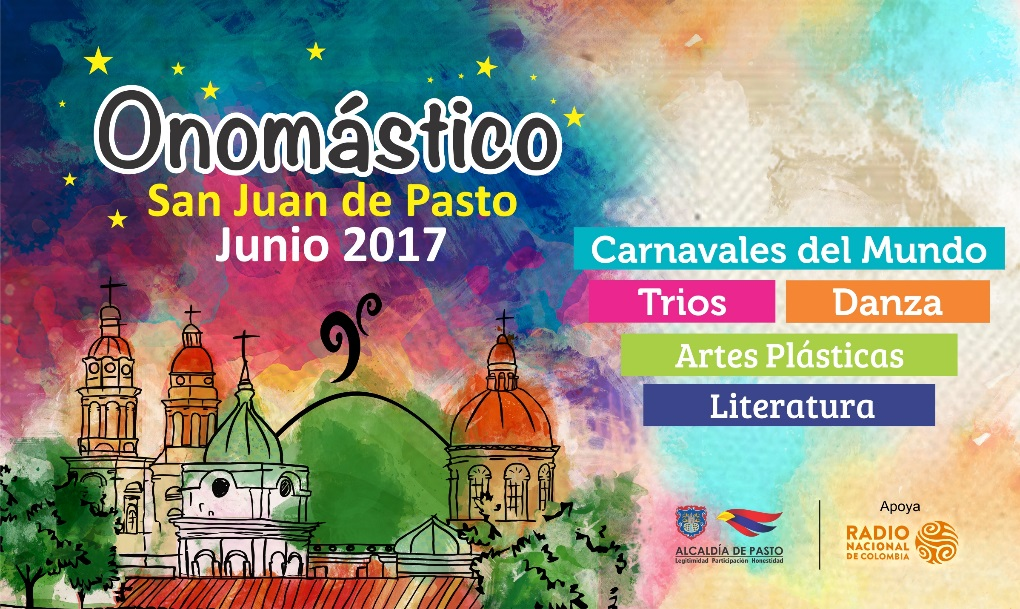 Onomástico
San Juan de Pasto
Junio 2017
Carnavales del Mundo
Trios
Danza
Artes Plásticas
Literatura
ALCALDÍA DE PASTO
Legitimidad Participación Honestidad
Apoya
RADIO
NACIONAL
DE COLOMBIA